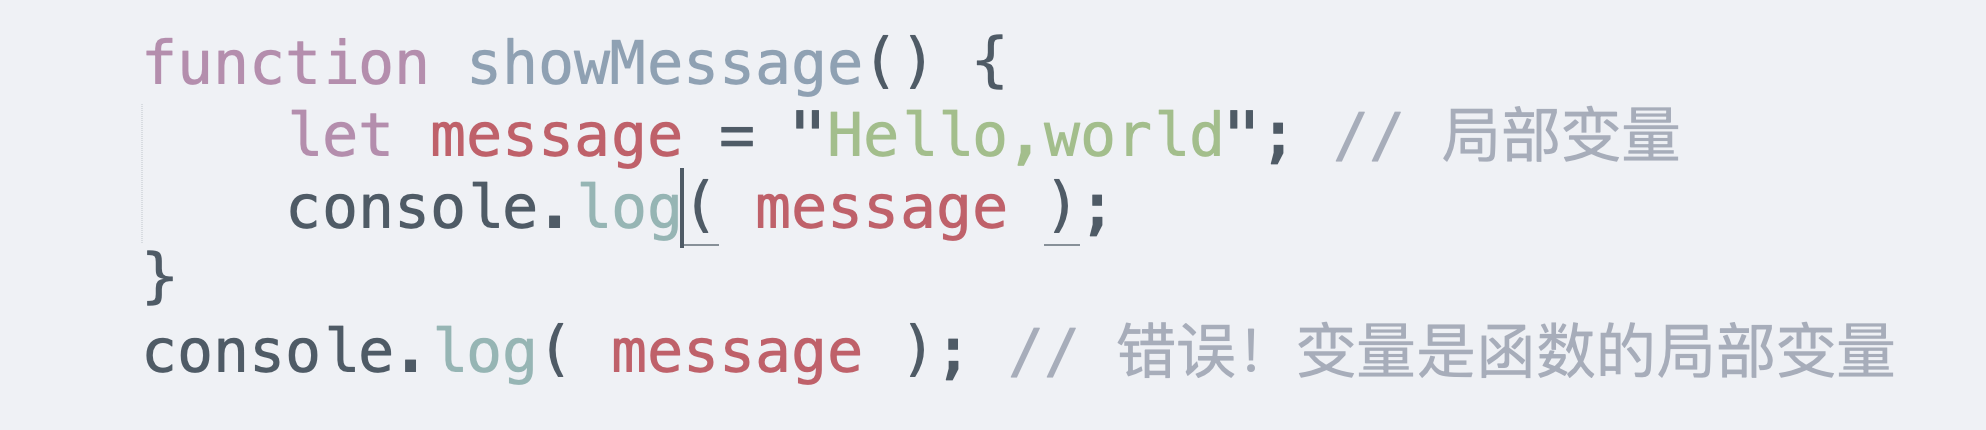 function showMessage() {
    let message = "Hello,world"; // 局部变量
    console.log( message );
}
console.log( message ); // 错误！变量是函数的局部变量